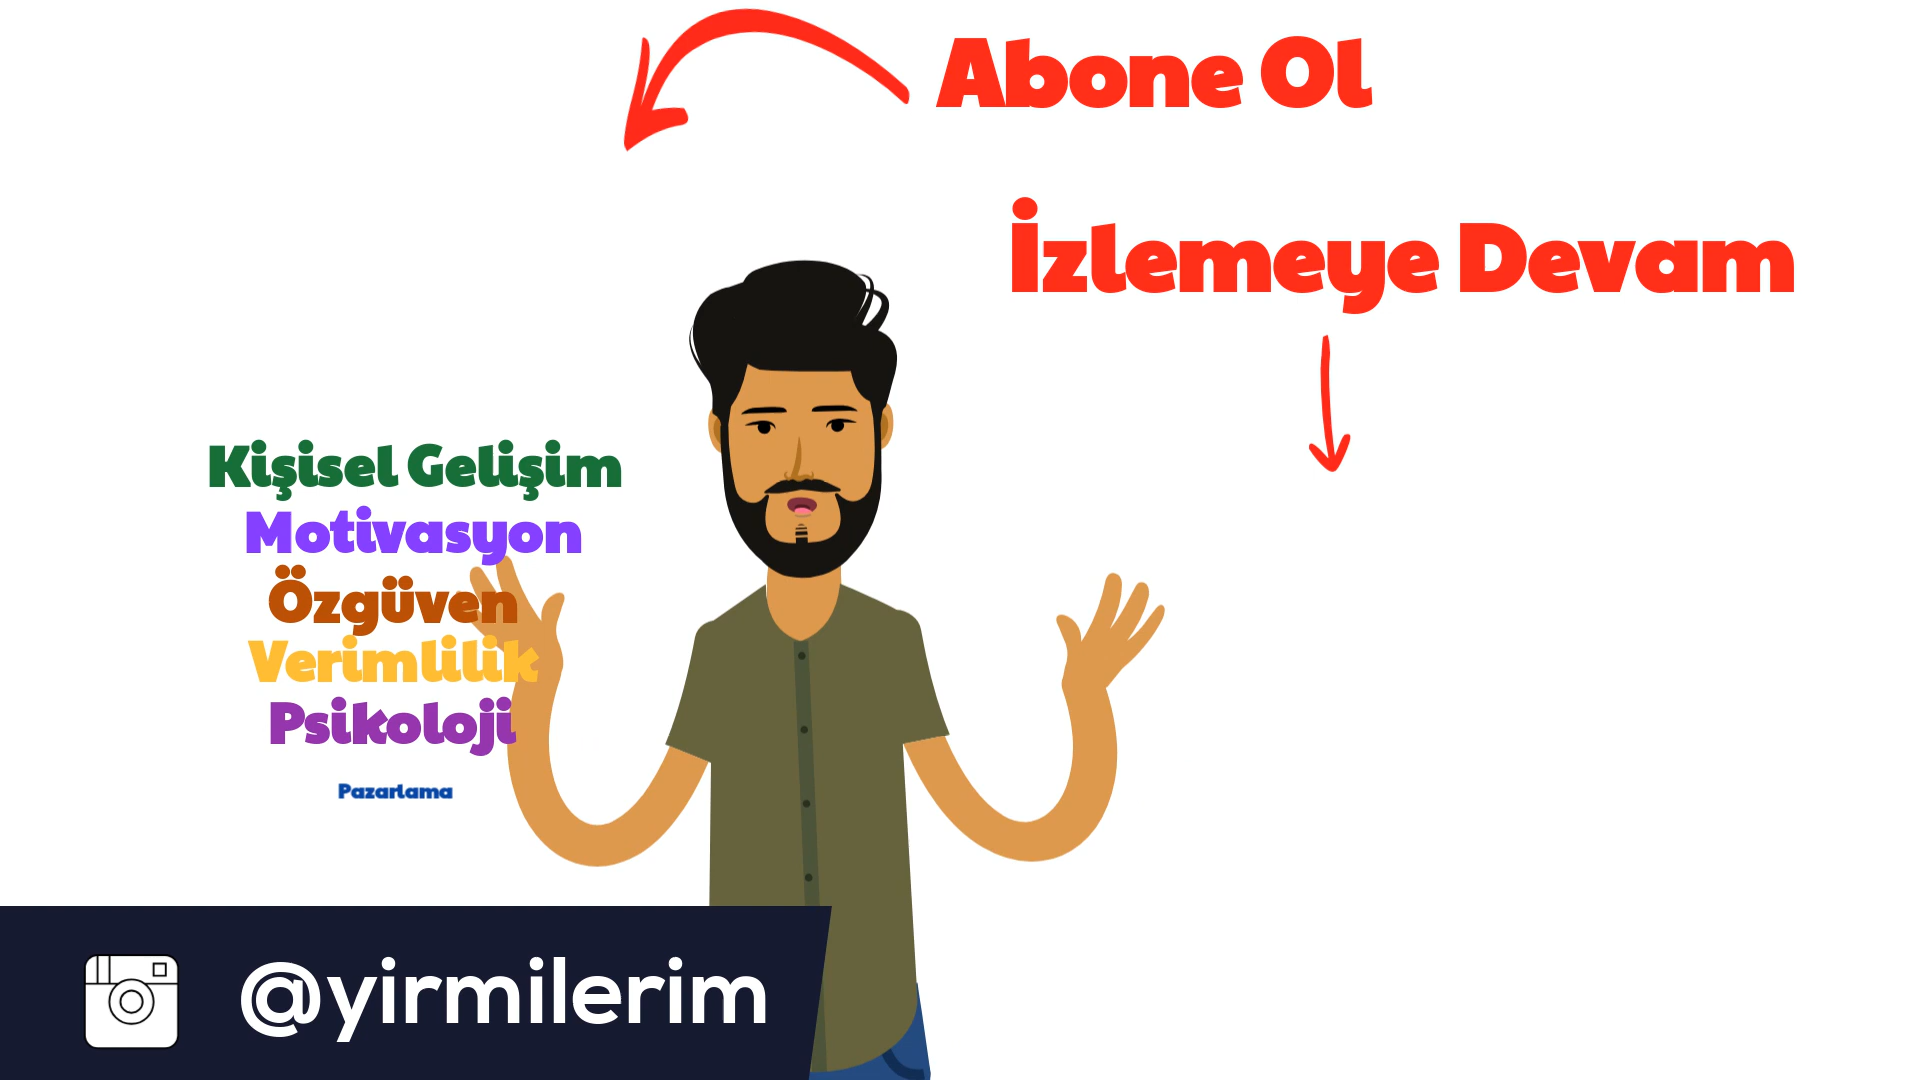 Abone Ol
İzlemeye Devam
Kişisel Gelişim
Motivasyon
Özgüven
Verimlilik
Psikoloji
Pazarlama
@yirmilerim